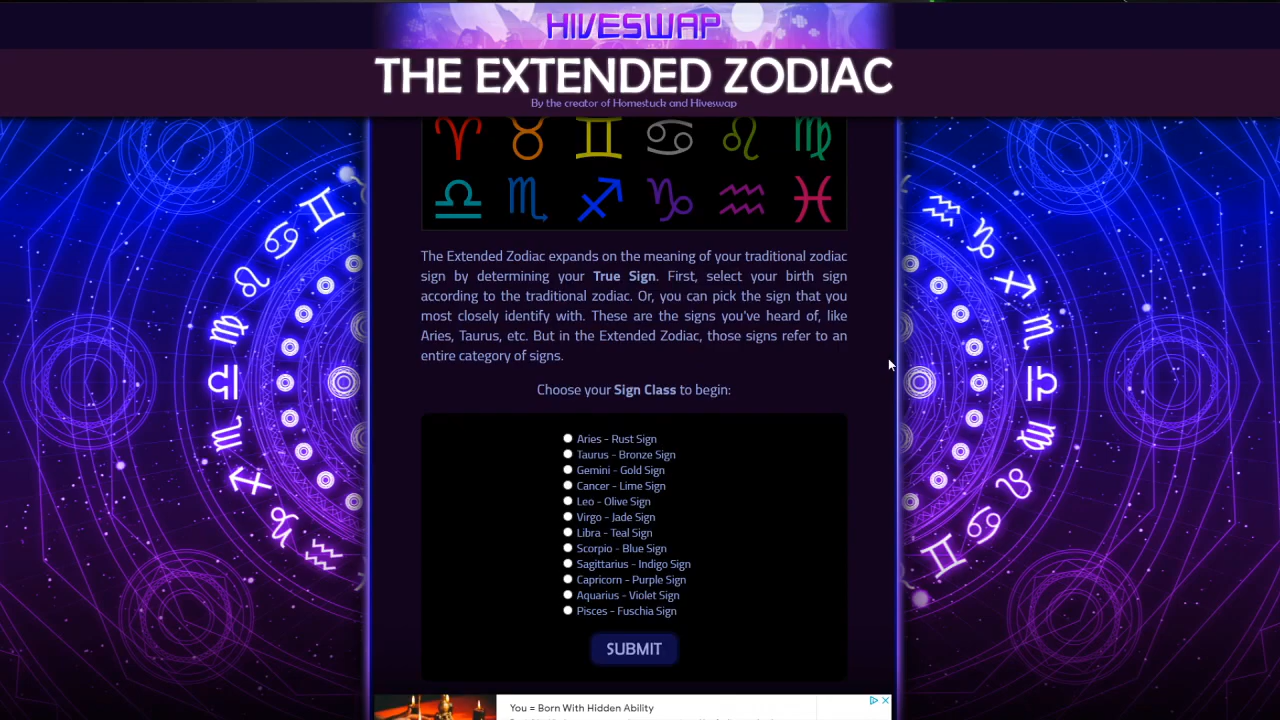 HIVESWAP
THE EXTENDED ZODIAC
By the creator of Homestuck and Hiveswap
The Extended Zodiac expands on the meaning of your traditional zodiac
sign by determining your True Sign. First, select your birth sign
according to the traditional zodiac. Or, you can pick the sign that you
most closely identify with. These are the signs you've heard of, like
Aries, Taurus, etc. But in the Extended Zodiac, those signs refer to an
entire category of signs.
Choose your Sign Class to begin:
Aries - Rust Sign
Taurus - Bronze Sign
Gemini - Gold Sign
Cancer - Lime Sign
Leo - Olive Sign
Virgo - Jade Sign
Libra - Teal Sign
Scorpio - Blue Sign
Sagittarius - Indigo Sign
Capricorn - Purple Sign
Aquarius - Violet Sign
Pisces - Fuschia Sign
SUBMIT
You = Born With Hidden Ability